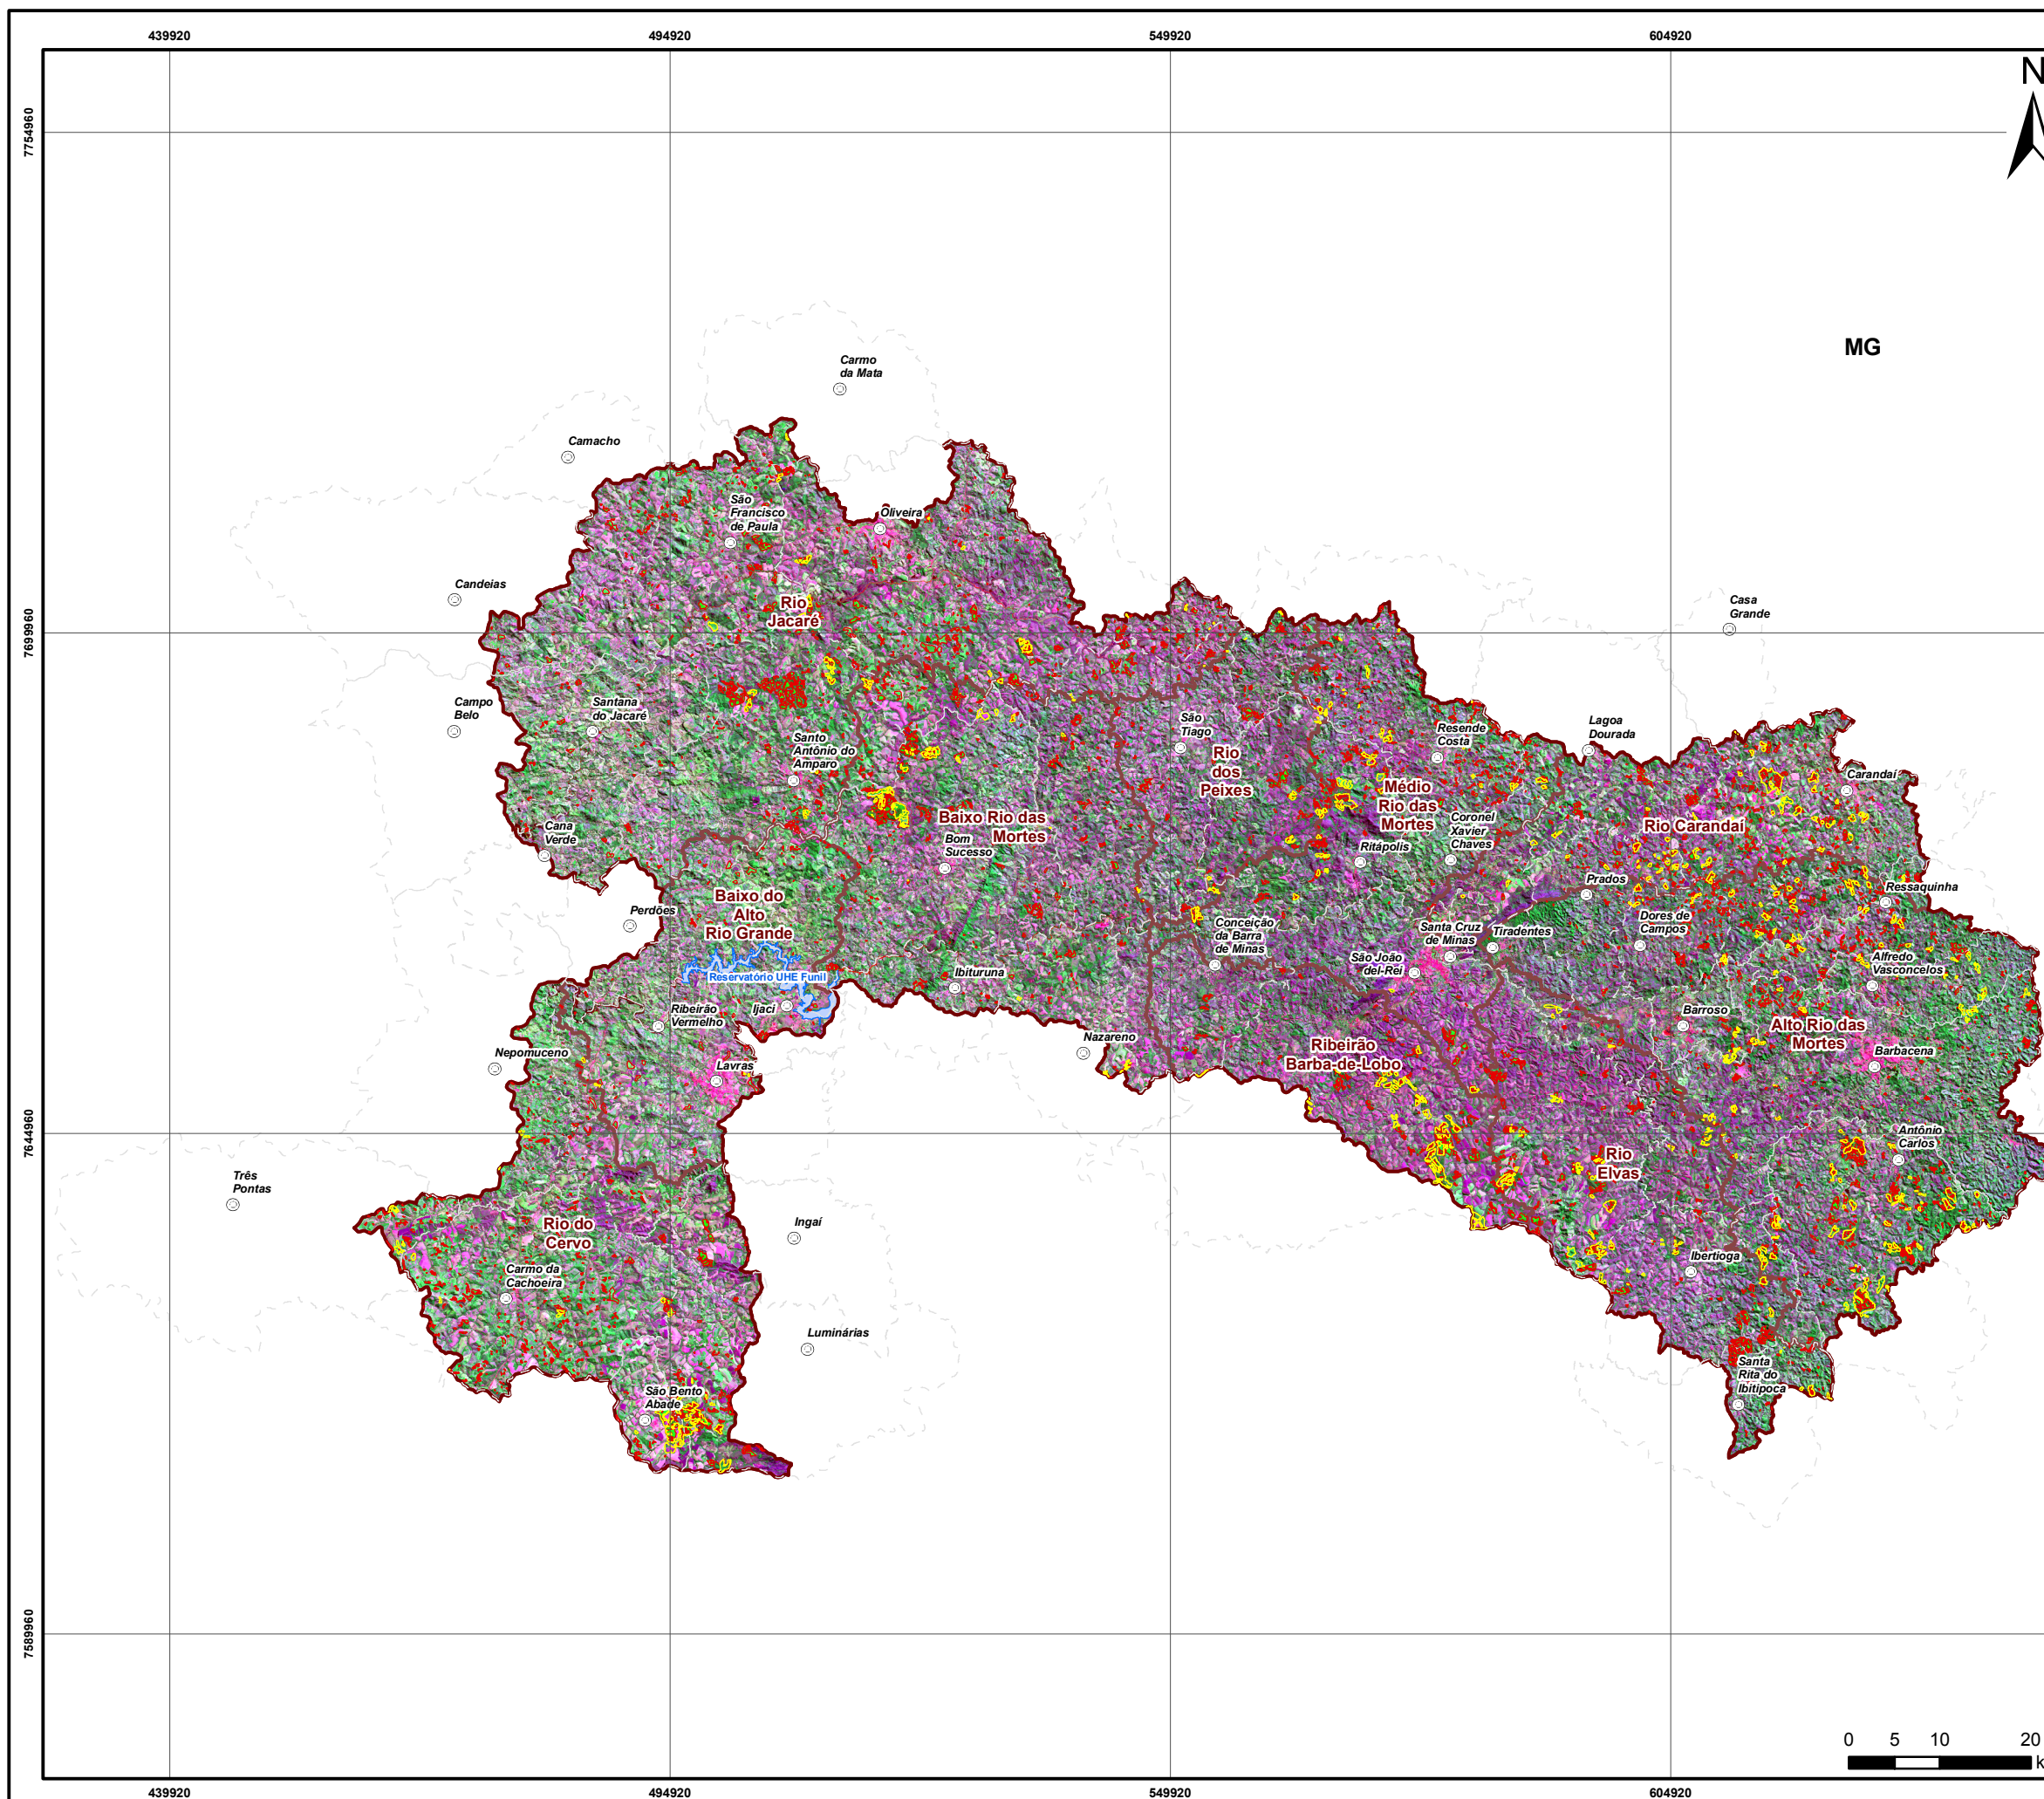 439920
494920
549920
604920
N
7754960
MG
Carmo
da Mata
Camacho
São
Francisco
de Paula
Oliveira
Candeias
Rio
Jacaré
Casa
Grande
7699960
Campo
Belo
Santana
do Jacaré
Santo
Antônio do
Amparo
São
Tiago
Rio
dos
Peixes
Resende
Costa
Lagoa
Dourada
Carandaí
Médio
Rio das
Mortes
Baixo Rio das
Mortes
Rio Carandaí
Cana
Verde
Bom
Sucesso
Coronel
Xavier
Chaves
Ritápolis
Prados
Ressaquinha
Baixo do
Alto
Rio Grande
Perdões
Conceição
da Barra
de Minas
Santa Cruz
de Minas
Tiradentes
Dores de
Campos
São João
del-Rei
Alfredo
Vasconcelos
Reservatório UHE Funil
Ibituruna
Ijaci
Ribeirão
Vermelho
Barroso
Alto Rio das
Mortes
Nazareno
Ribeirão
Barba-de-Lobo
Barbacena
Nepomuceno
Lavras
7644960
Antônio
Carlos
Rio
Elvas
Três
Pontas
Rio do
Cervo
Ingaí
Ibertioga
Carmo da
Cachoeira
Luminárias
Santa
Rita do
Ibitipoca
São Bento
Abade
7589960
0 5 10 20
k
439920
494920
549920
604920